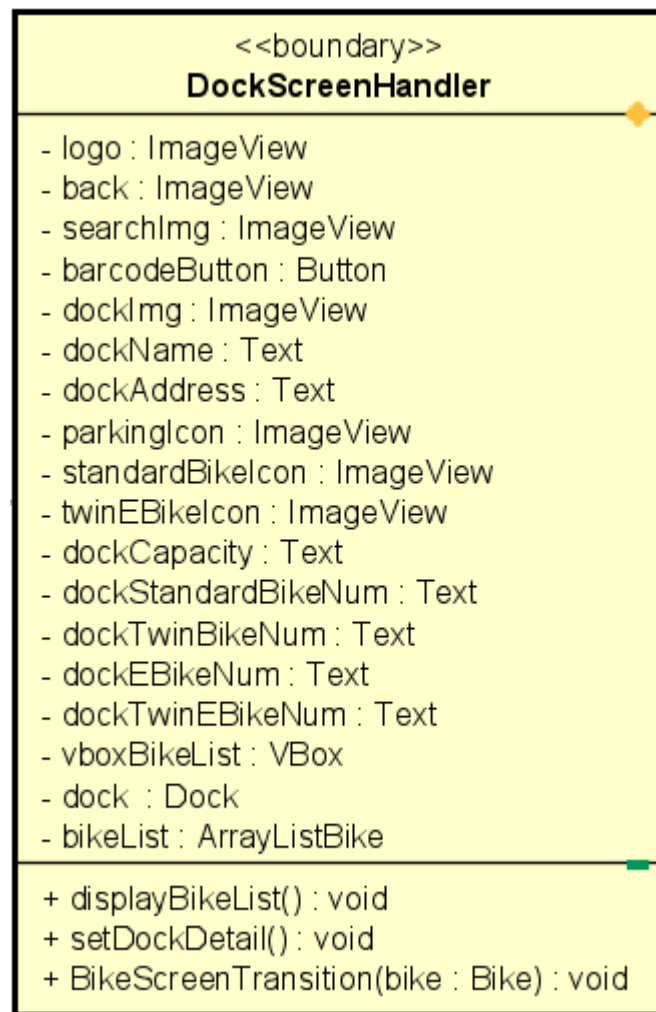 <<boundary>>
DockScreenHandler
- logo : ImageView
- back : ImageView
- searchImg : ImageView
- barcodeButton : Button
- dockImg : ImageView
- dockName : Text
- dockAddress : Text
- parkingIcon : ImageView
- standardBikeIcon : ImageView
- twinEBikeIcon : ImageView
- dockCapacity : Text
- dockStandardBikeNum : Text
- dockTwinBikeNum : Text
- dockEBikeNum : Text
- dockTwinEBikeNum : Text
- vboxBikeList : VBox
- dock : Dock
- bikeList : ArrayListBike
+ displayBikeList() : void
+ setDockDetail() : void
+ BikeScreenTransition(bike : Bike) : void